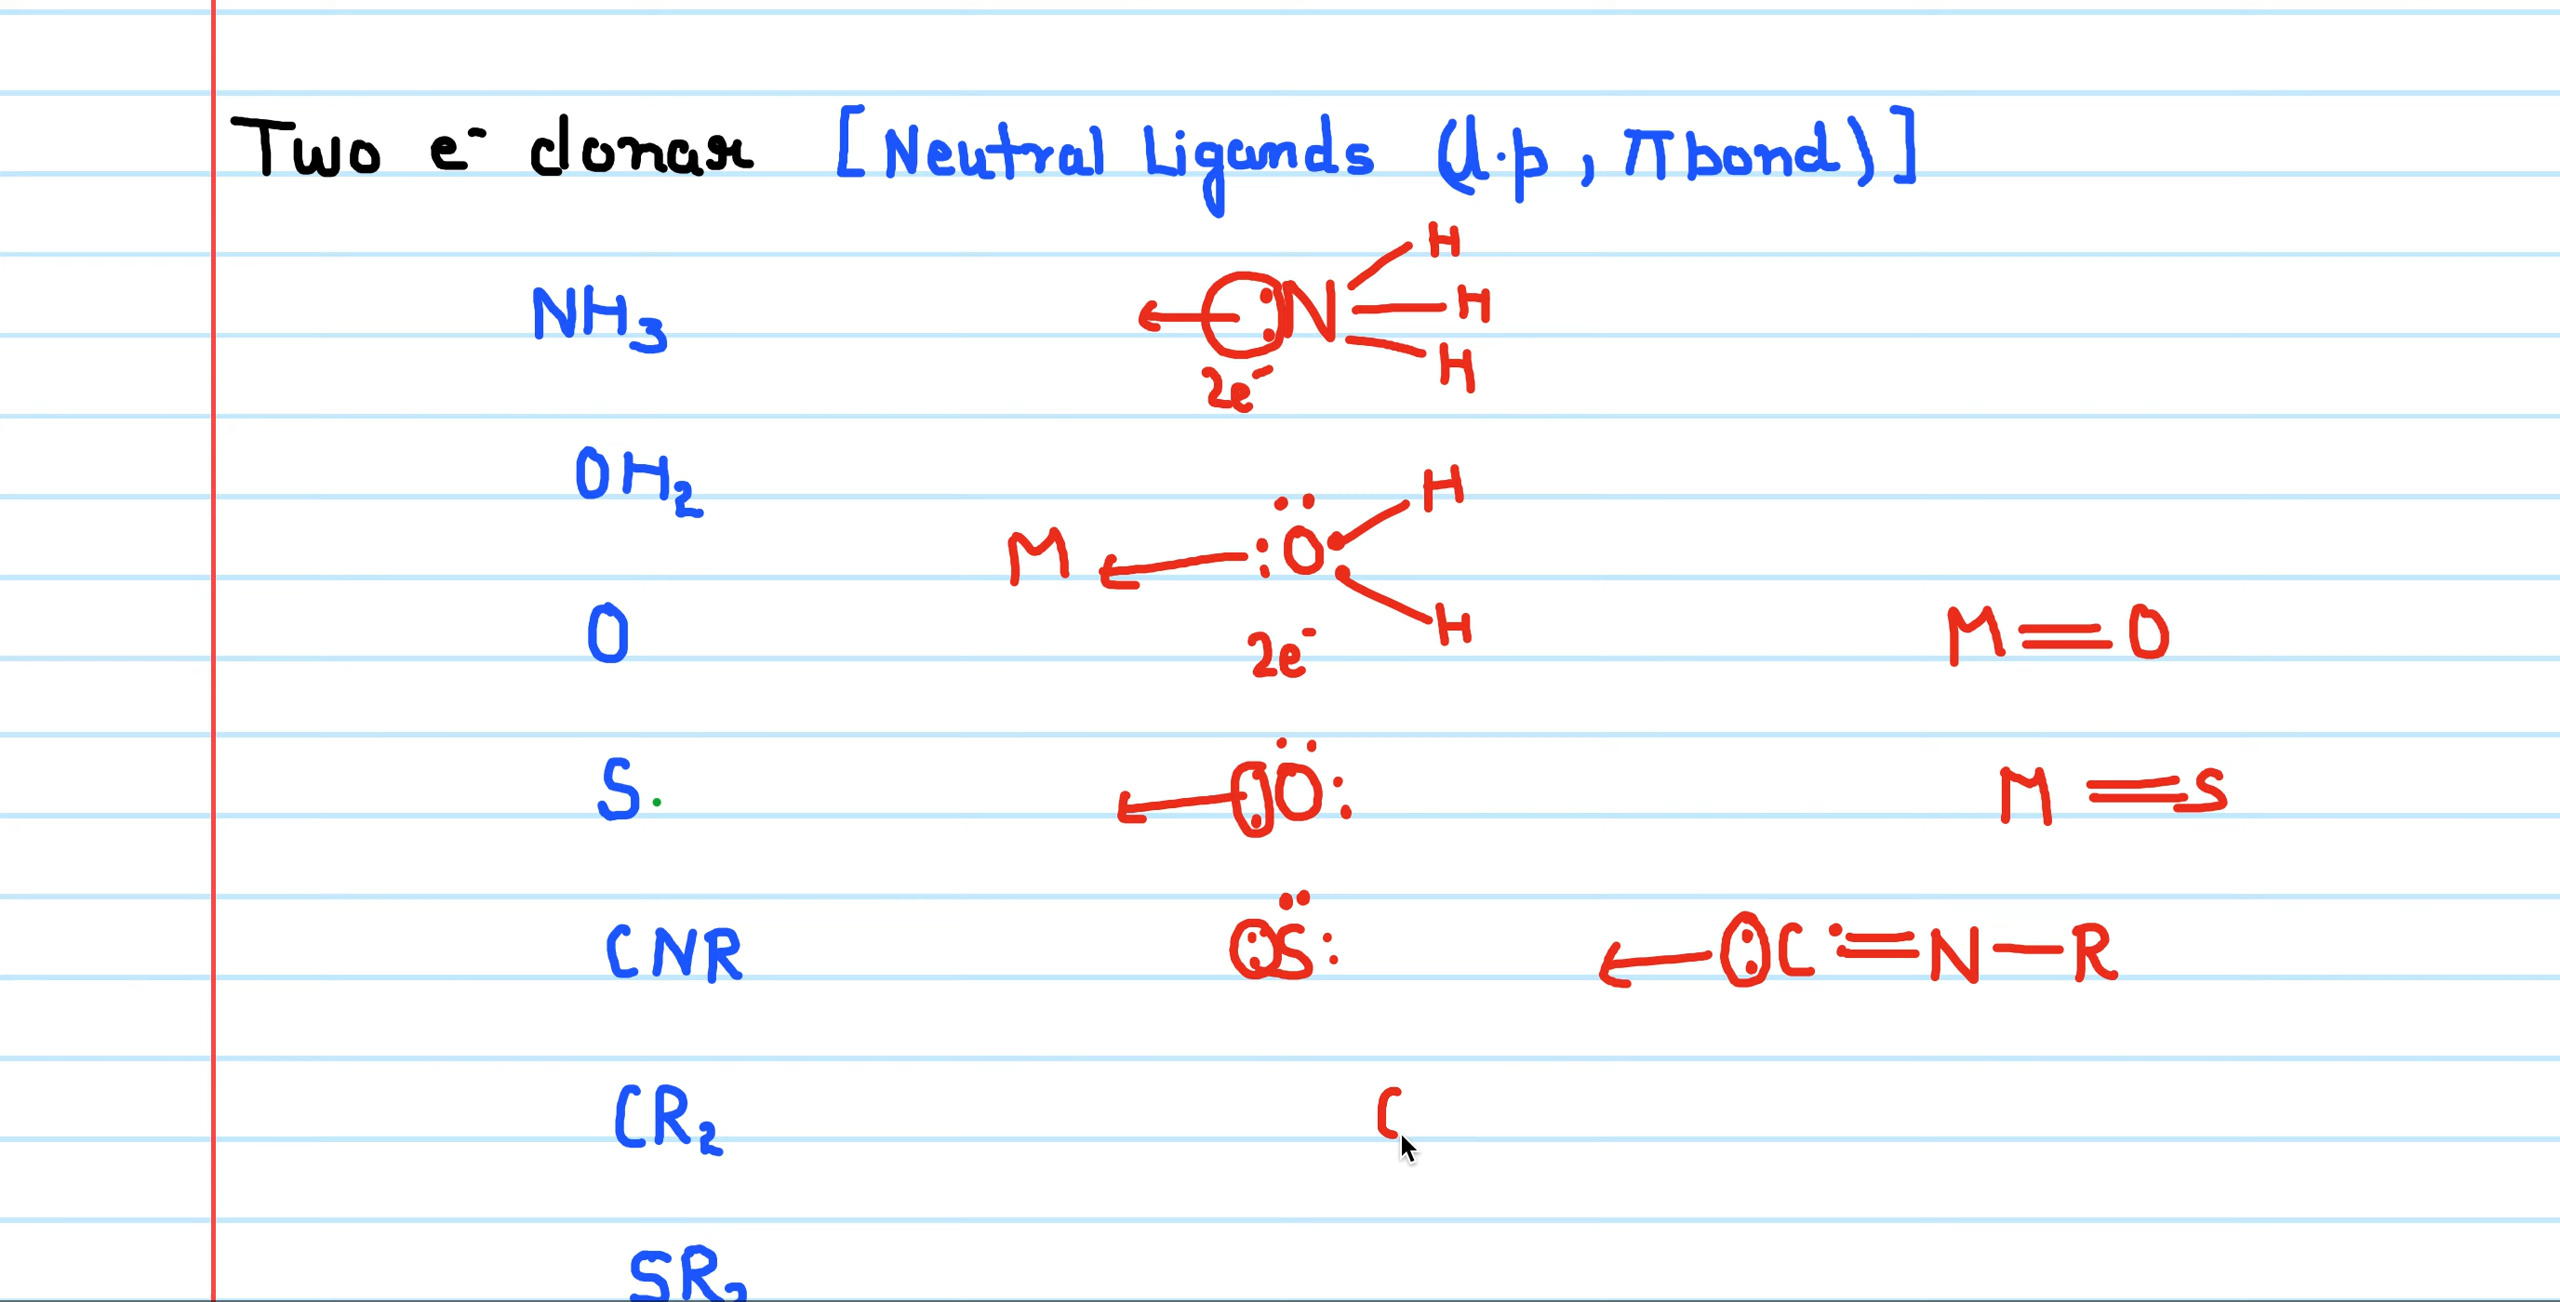 Two e⁻ donar [Neutral Ligands (l.p, π bond)]
NH₃ :N H H H
2e⁻
OH₂ M :O H H
2e⁻
O M=O
:O:
S. M=S
CNR :S: :C=N-R
CR₂ C
SR₂